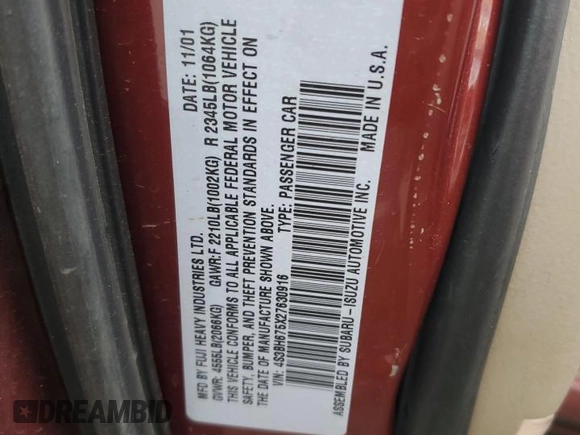 MFD BY FUJI HEAVY INDUSTRIES LTD. DATE: 11/01
GVWR: 4555LB(2066KG) GAWR:F 2210LB(1002KG) R 2345LB(1064KG)
THIS VEHICLE CONFORMS TO ALL APPLICABLE FEDERAL MOTOR VEHICLE
SAFETY, BUMPER, AND THEFT PREVENTION STANDARDS IN EFFECT ON
THE DATE OF MANUFACTURE SHOWN ABOVE.
VIN: 4S3BH675X27630916 TYPE: PASSENGER CAR
ASSEMBLED BY SUBARU-ISUZU AUTOMOTIVE INC. MADE IN U.S.A.
DREAMBID